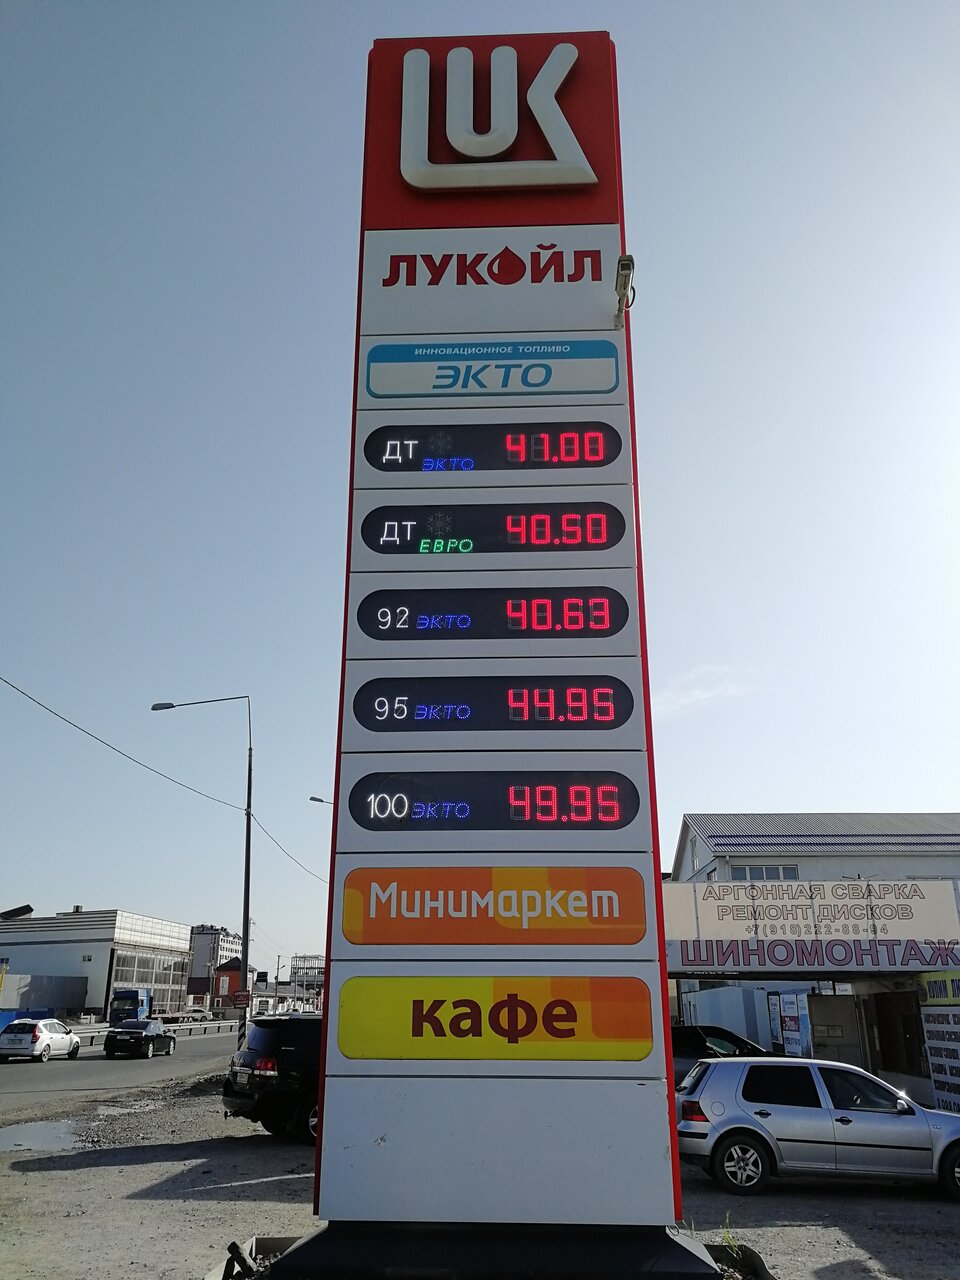 LUK
ЛУКОЙЛ
ИННОВАЦИОННОЕ ТОПЛИВО
ЭКТО
ДТ ЭКТО 41.00
ДТ ЕВРО 40.50
92 ЭКТО 40.63
95 ЭКТО 44.95
100 ЭКТО 49.95
Минимаркет
кафе
АРГОННАЯ СВАРКА
РЕМОНТ ДИСКОВ
ШИНОМОНТАЖ